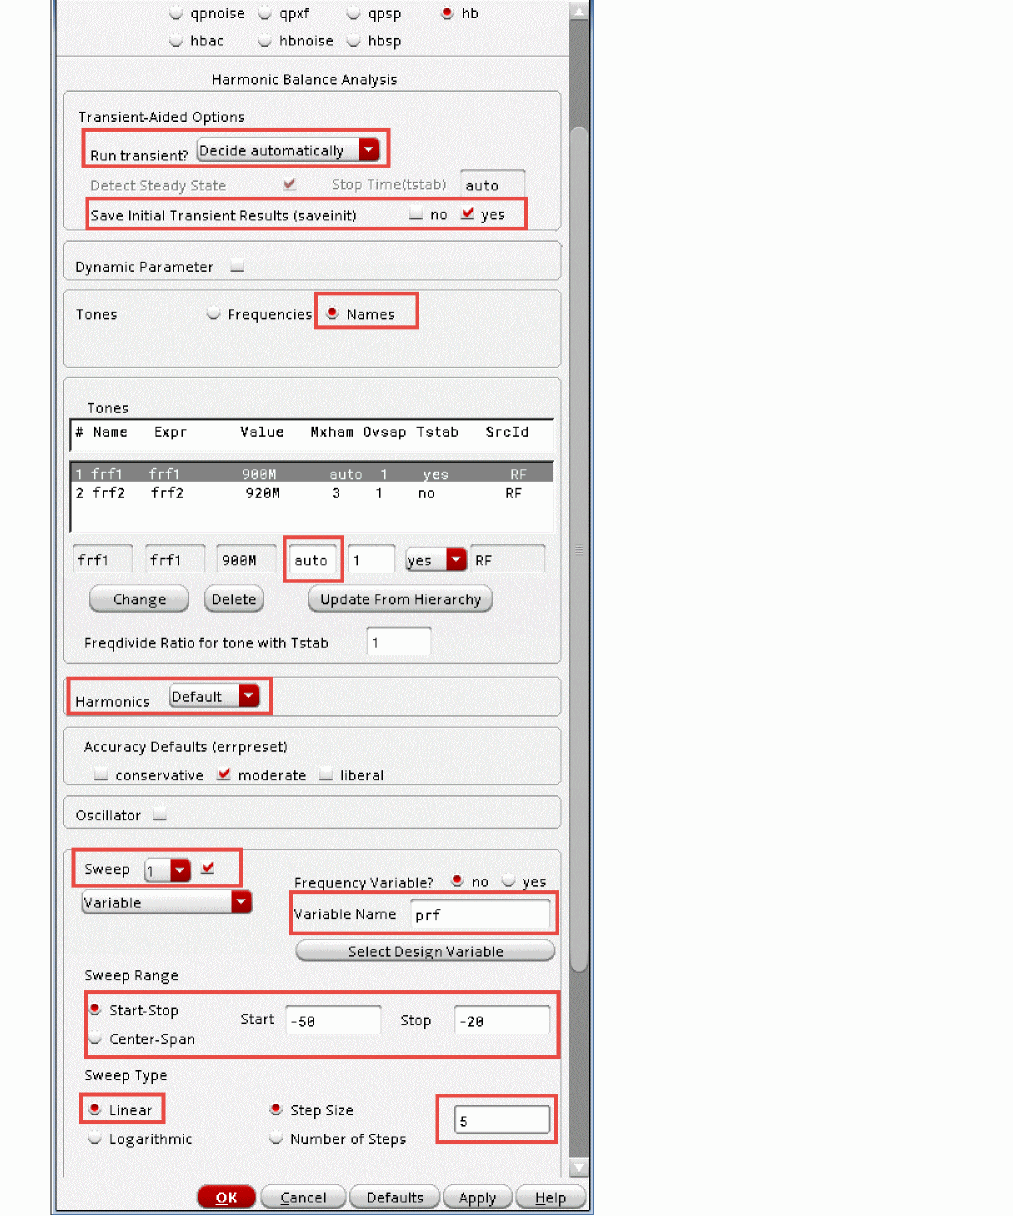 qpnoise qpxf qpsp hb
hbac hbnoise hbsp
Harmonic Balance Analysis
Transient-Aided Options
Run transient? Decide automatically
Detect Steady State Stop Time(tstab) auto
Save Initial Transient Results (saveinit) no yes
Dynamic Parameter
Tones Frequencies Names
Tones
# Name Expr Value Mxham Ovsap Tstab SrcId
1 frf1 frf1 900M auto 1 yes RF
2 frf2 frf2 920M 3 1 no RF
frf1 frf1 900M auto 1 yes RF
Change Delete Update From Hierarchy
Freqdivide Ratio for tone with Tstab 1
Harmonics Default
Accuracy Defaults (errpreset)
conservative moderate liberal
Oscillator
Sweep 1
Frequency Variable? no yes
Variable
Variable Name prf
Select Design Variable
Sweep Range
Start-Stop Start -50 Stop -20
Center-Span
Sweep Type
Linear Step Size 5
Logarithmic Number of Steps
OK Cancel Defaults Apply Help